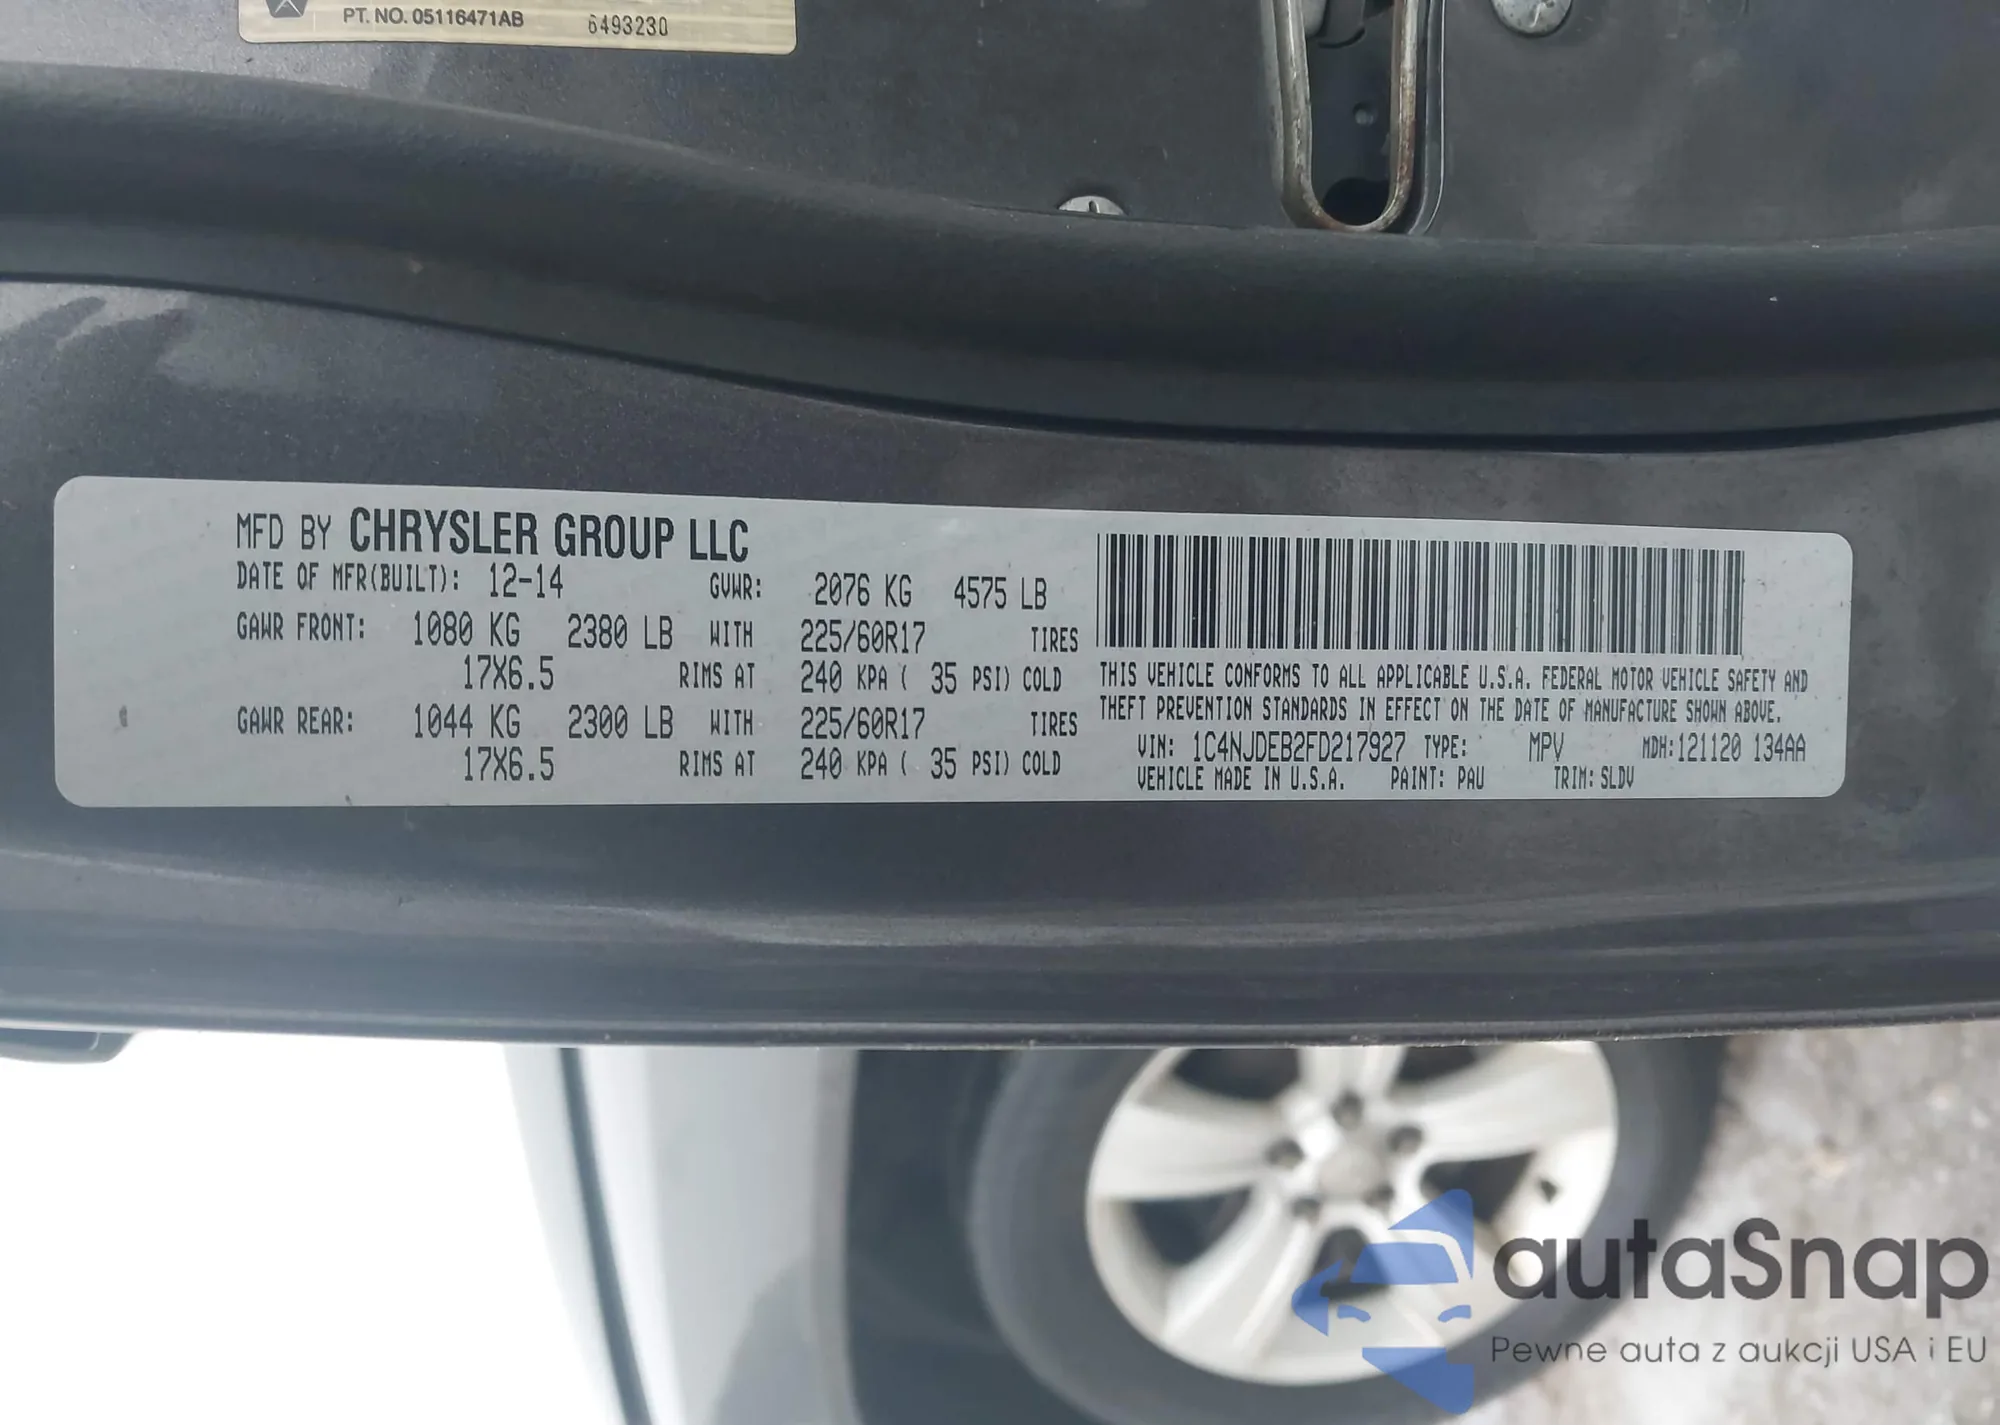 PT. NO. 05116471AB
6493230
MFD BY CHRYSLER GROUP LLC
DATE OF MFR(BUILT): 12-14 GVWR: 2076 KG 4575 LB
GAWR FRONT: 1080 KG 2380 LB WITH 225/60R17 TIRES
17X6.5 RIMS AT 240 KPA ( 35 PSI) COLD
GAWR REAR: 1044 KG 2300 LB WITH 225/60R17 TIRES
17X6.5 RIMS AT 240 KPA ( 35 PSI) COLD
THIS VEHICLE CONFORMS TO ALL APPLICABLE U.S.A. FEDERAL MOTOR VEHICLE SAFETY AND
THEFT PREVENTION STANDARDS IN EFFECT ON THE DATE OF MANUFACTURE SHOWN ABOVE.
VIN: 1C4NJDEB2FD217927 TYPE: MPV MDH:121120 134AA
VEHICLE MADE IN U.S.A. PAINT: PAU TRIM: SLDV
autaSnap
Pewne auta z aukcji USA i EU